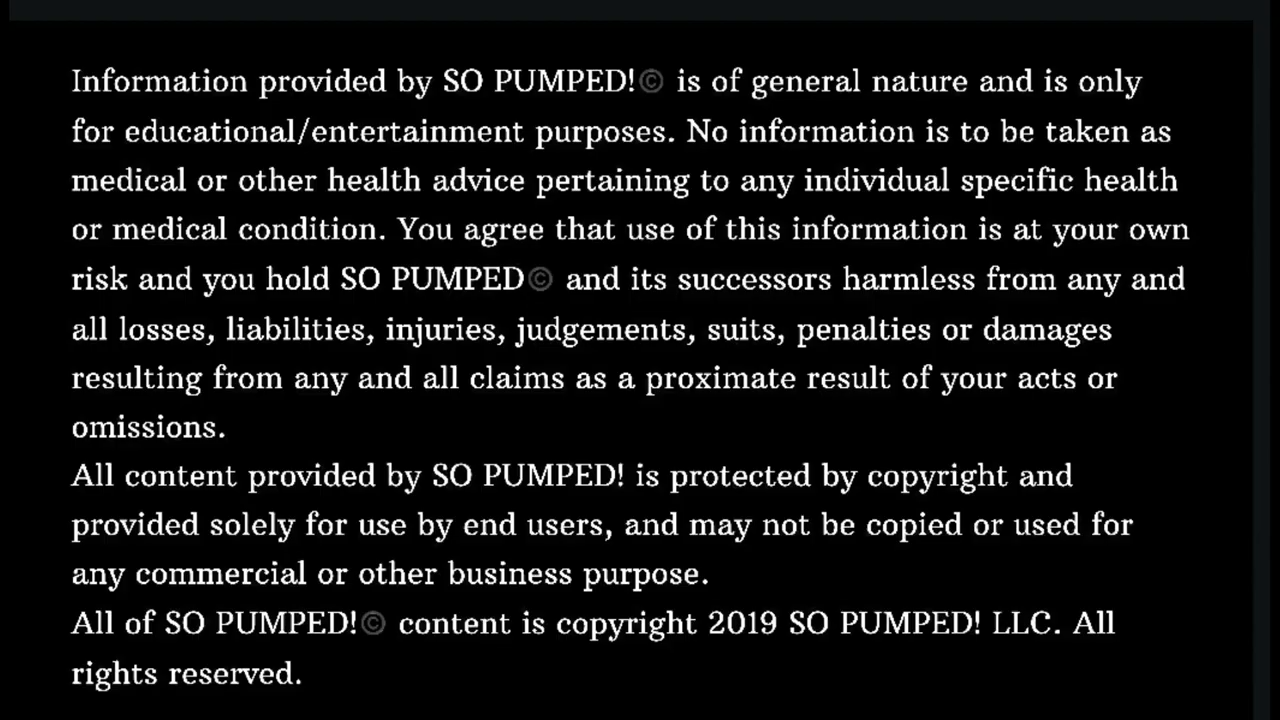 Information provided by SO PUMPED!© is of general nature and is only
for educational/entertainment purposes. No information is to be taken as
medical or other health advice pertaining to any individual specific health
or medical condition. You agree that use of this information is at your own
risk and you hold SO PUMPED© and its successors harmless from any and
all losses, liabilities, injuries, judgements, suits, penalties or damages
resulting from any and all claims as a proximate result of your acts or
omissions.
All content provided by SO PUMPED! is protected by copyright and
provided solely for use by end users, and may not be copied or used for
any commercial or other business purpose.
All of SO PUMPED!© content is copyright 2019 SO PUMPED! LLC. All
rights reserved.